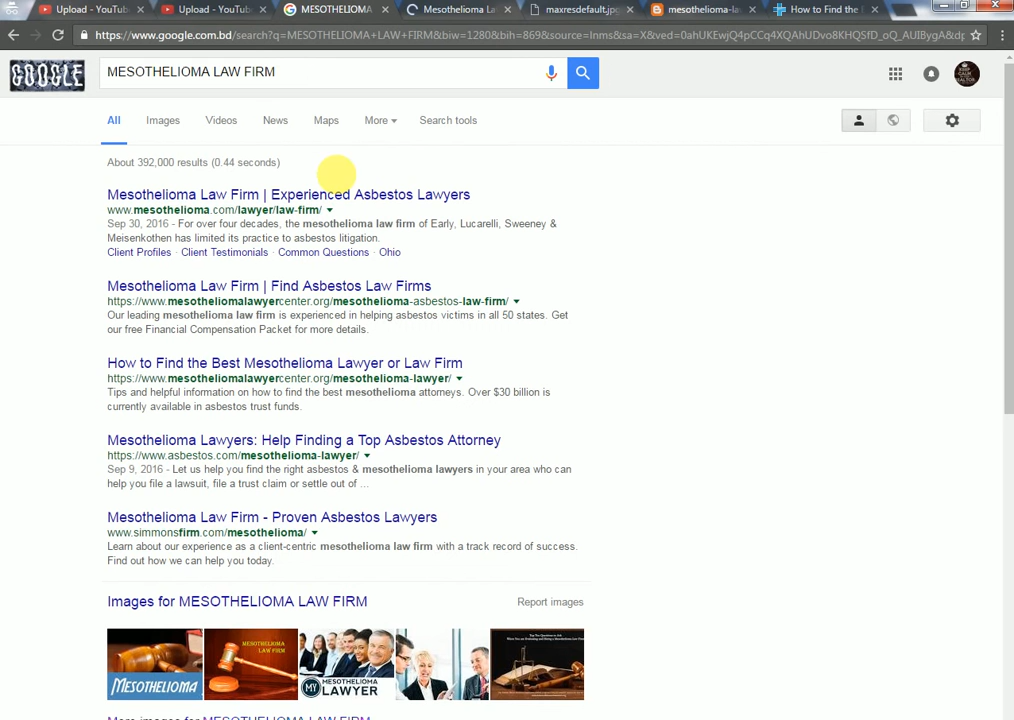 Upload - YouTub
Upload - YouTub
MESOTHELIOMA
Mesothelioma La
maxresdefault.jpg
mesothelioma-la
How to Find the
https://www.google.com.bd/search?q=MESOTHELIOMA+LAW+FIRM&biw=1280&bih=869&source=lnms&sa=X&ved=0ahUKEwjQ4pCCq4XQAhUDvo8KHQSfD_oQ_AUIBygA&dp
GOOGLE
MESOTHELIOMA LAW FIRM
All
Images
Videos
News
Maps
More
Search tools
About 392,000 results (0.44 seconds)
Mesothelioma Law Firm | Experienced Asbestos Lawyers
www.mesothelioma.com/lawyer/law-firm/
Sep 30, 2016 - For over four decades, the mesothelioma law firm of Early, Lucarelli, Sweeney &
Meisenkothen has limited its practice to asbestos litigation.
Client Profiles · Client Testimonials · Common Questions · Ohio
Mesothelioma Law Firm | Find Asbestos Law Firms
https://www.mesotheliomalawyercenter.org/mesothelioma-asbestos-law-firm/
Our leading mesothelioma law firm is experienced in helping asbestos victims in all 50 states. Get
our free Financial Compensation Packet for more details.
How to Find the Best Mesothelioma Lawyer or Law Firm
https://www.mesotheliomalawyercenter.org/mesothelioma-lawyer/
Tips and helpful information on how to find the best mesothelioma attorneys. Over $30 billion is
currently available in asbestos trust funds.
Mesothelioma Lawyers: Help Finding a Top Asbestos Attorney
https://www.asbestos.com/mesothelioma-lawyer/
Sep 9, 2016 - Let us help you find the right asbestos & mesothelioma lawyers in your area who can
help you file a lawsuit, file a trust claim or settle out of ...
Mesothelioma Law Firm - Proven Asbestos Lawyers
www.simmonsfirm.com/mesothelioma/
Learn about our experience as a client-centric mesothelioma law firm with a track record of success.
Find out how we can help you today.
Images for MESOTHELIOMA LAW FIRM
Report images
MESOTHELIOMA
MESOTHELIOMA
LAW FIRM
MY
MESOTHELIOMA
LAWYER
More images for MESOTHELIOMA LAW FIRM